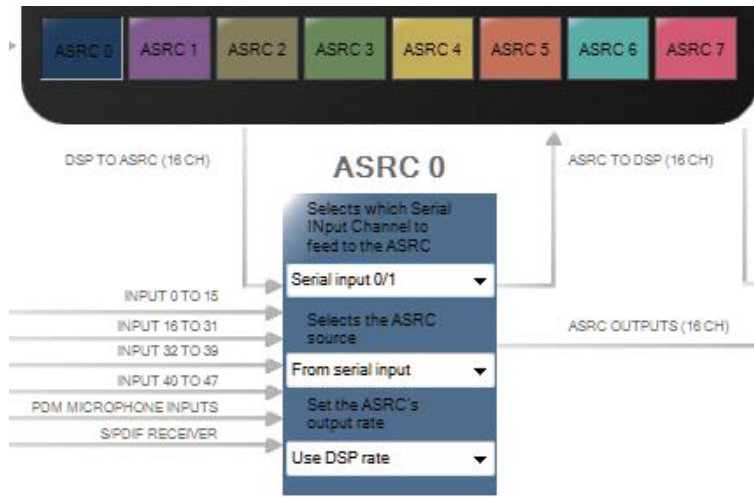 ASRC 0 ASRC 1 ASRC 2 ASRC 3 ASRC 4 ASRC 5 ASRC 6 ASRC 7
DSP TO ASRC (16 CH)
ASRC 0
ASRC TO DSP (16 CH)
Selects which Serial
INput Channel to
feed to the ASRC
Serial input 0/1
INPUT 0 TO 15
INPUT 16 TO 31
Selects the ASRC
source
ASRC OUTPUTS (16 CH)
INPUT 32 TO 39
From serial input
INPUT 40 TO 47
PDM MICROPHONE INPUTS
Set the ASRC's
output rate
S/PDIF RECEIVER
Use DSP rate